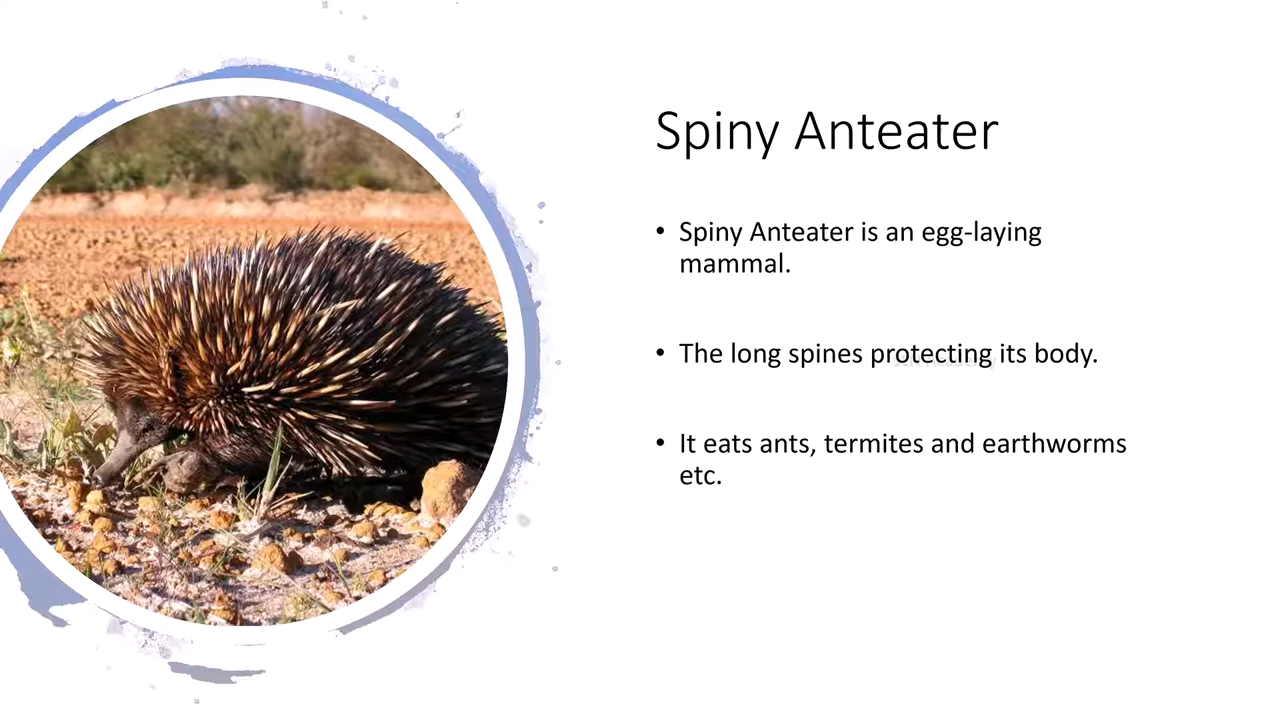 Spiny Anteater
• Spiny Anteater is an egg-laying
mammal.
• The long spines protecting its body.
• It eats ants, termites and earthworms
etc.